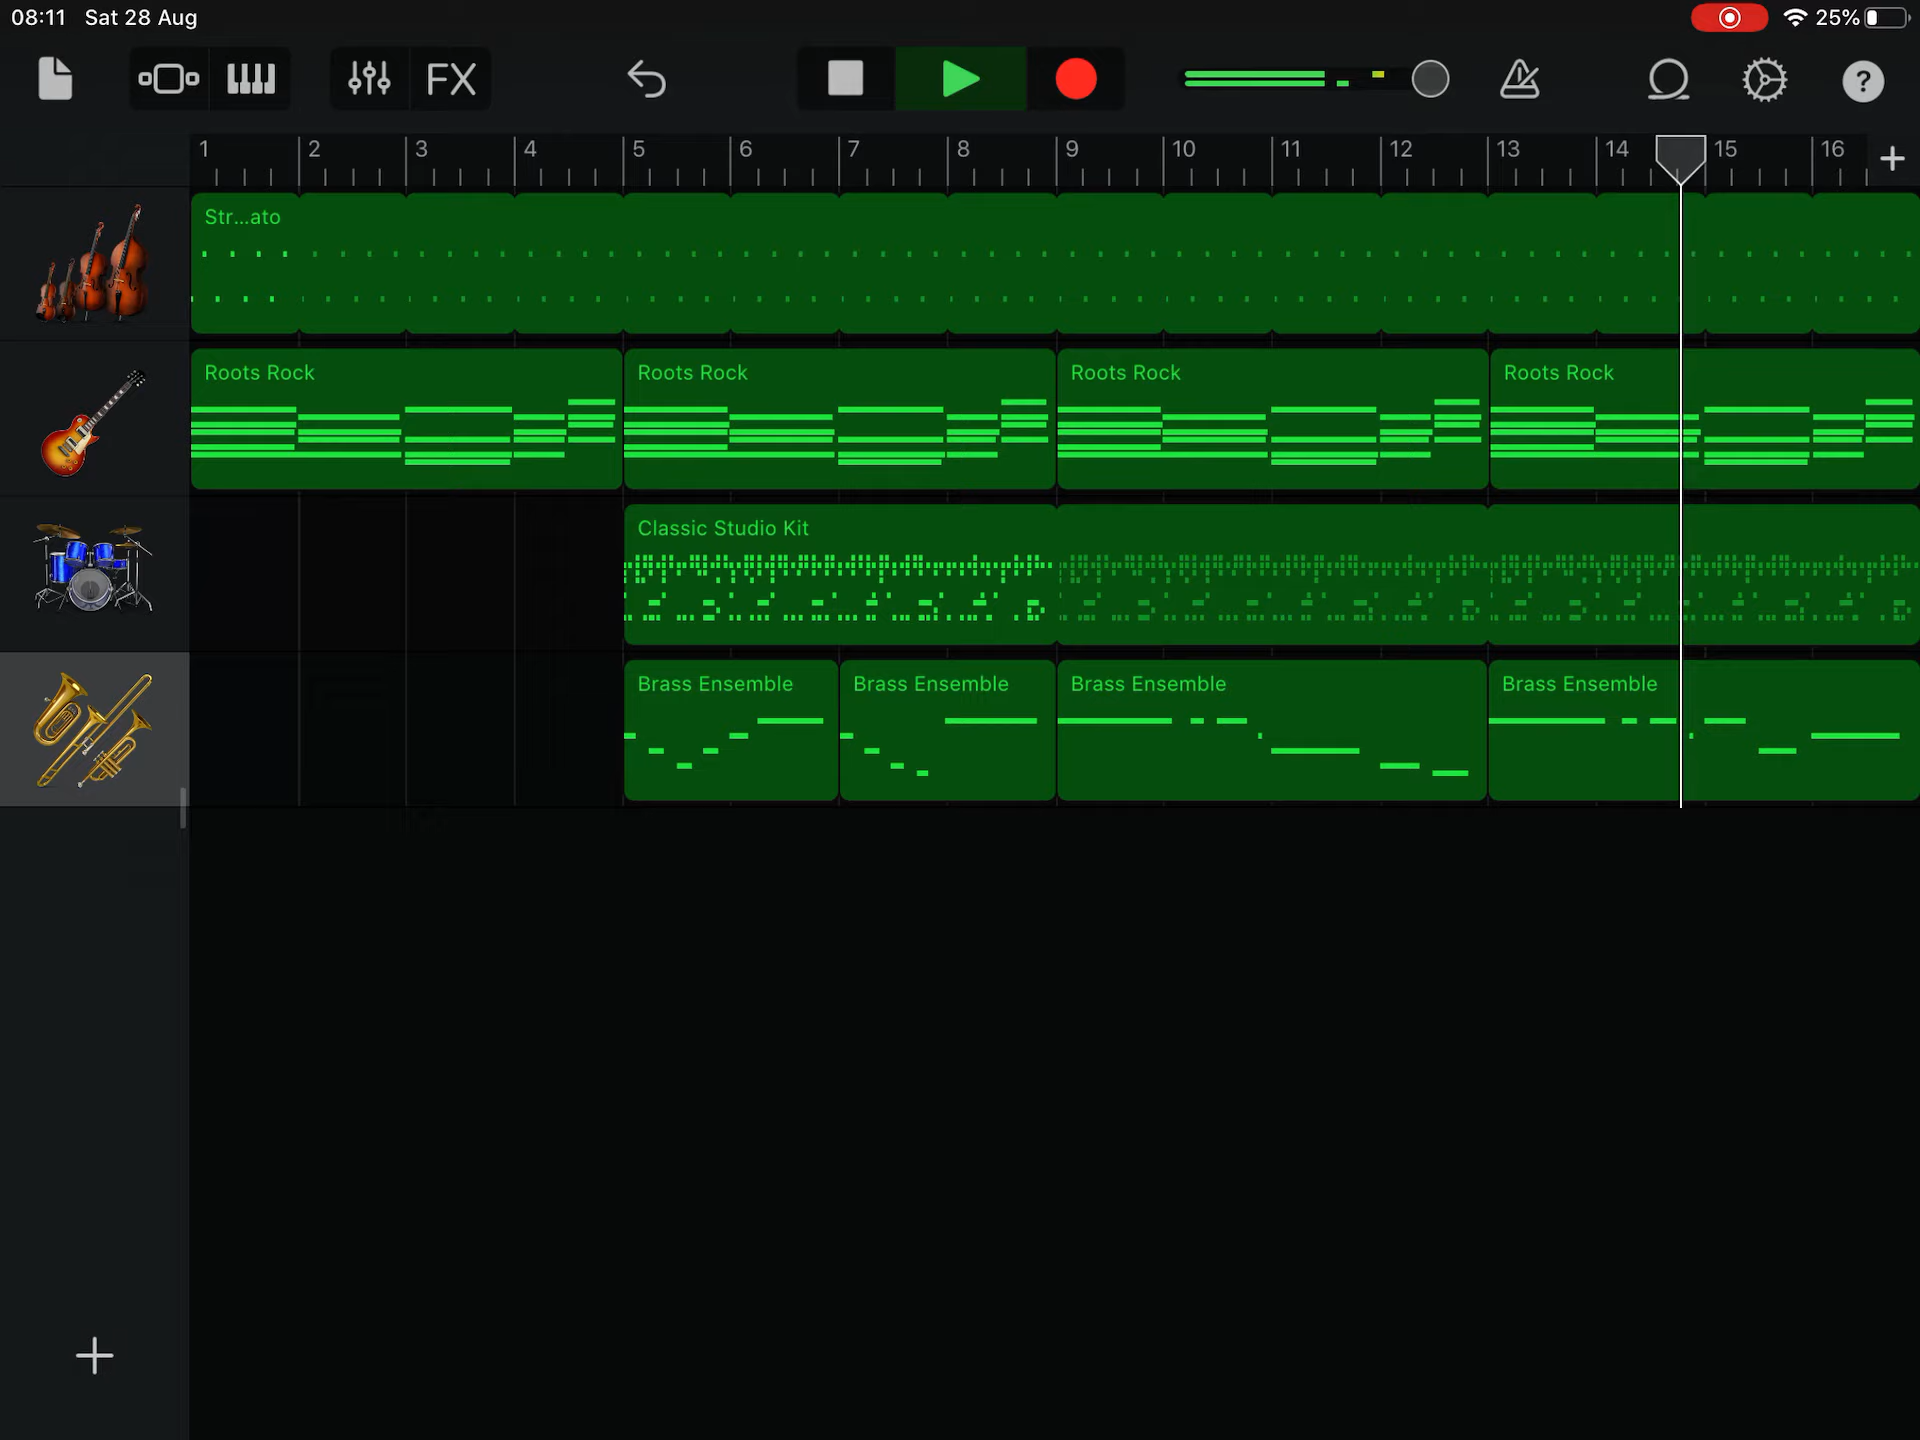 08:11 Sat 28 Aug 25%
FX ?
1 2 3 4 5 6 7 8 9 10 11 12 13 14 15 16
Str...ato
Roots Rock Roots Rock Roots Rock Roots Rock
Classic Studio Kit
Brass Ensemble Brass Ensemble Brass Ensemble Brass Ensemble